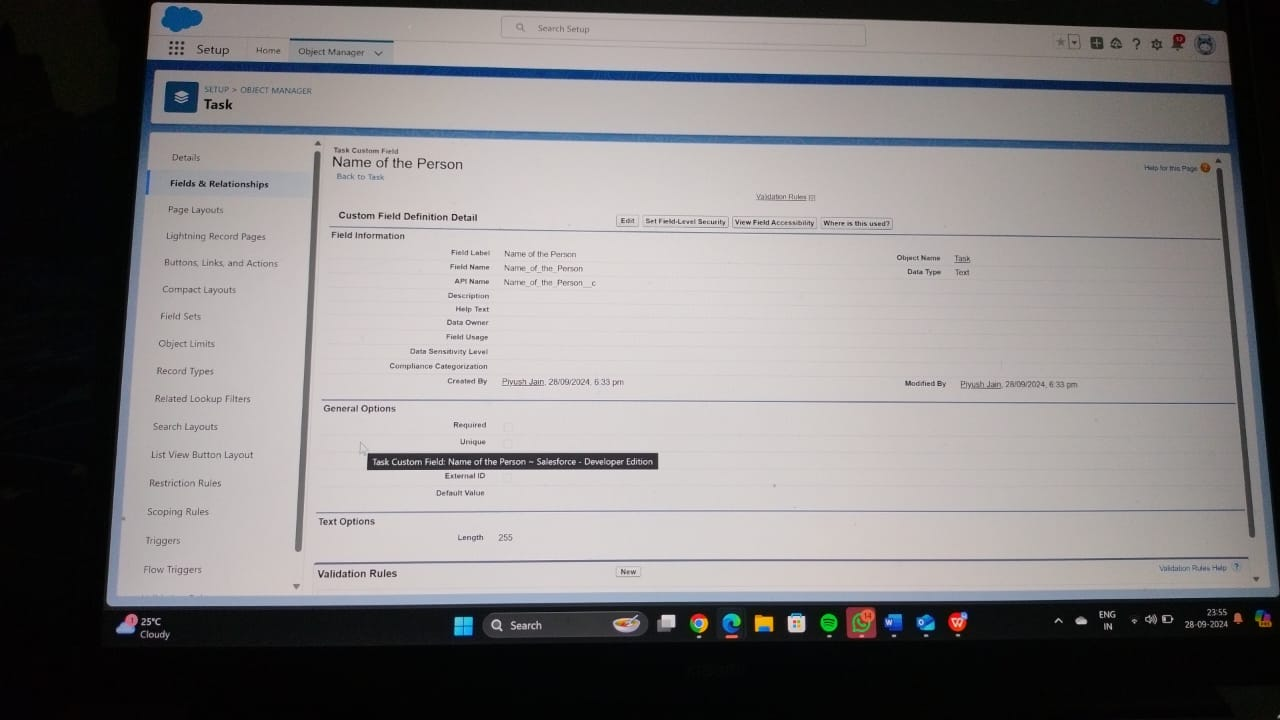 Search Setup
Setup Home Object Manager
12
SETUP > OBJECT MANAGER
Task
Details
Fields & Relationships
Page Layouts
Lightning Record Pages
Buttons, Links, and Actions
Compact Layouts
Field Sets
Object Limits
Record Types
Related Lookup Filters
Search Layouts
List View Button Layout
Restriction Rules
Scoping Rules
Triggers
Flow Triggers
Task Custom Field
Name of the Person
Back to Task
Help for this Page
Validation Rules [0]
Custom Field Definition Detail Edit Set Field-Level Security View Field Accessibility Where is this used?
Field Information
Field Label Name of the Person Object Name Task
Field Name Name_of_the_Person Data Type Text
API Name Name_of_the_Person__c
Description
Help Text
Data Owner
Field Usage
Data Sensitivity Level
Compliance Categorization
Created By Piyush Jain, 28/09/2024, 6:33 pm Modified By Piyush Jain, 28/09/2024, 6:33 pm
General Options
Required
Unique
Task Custom Field: Name of the Person ~ Salesforce - Developer Edition
External ID
Default Value
Text Options
Length 255
Validation Rules New Validation Rules Help ?
1 25°C
Cloudy
Search
ENG
IN
23:55
28-09-2024